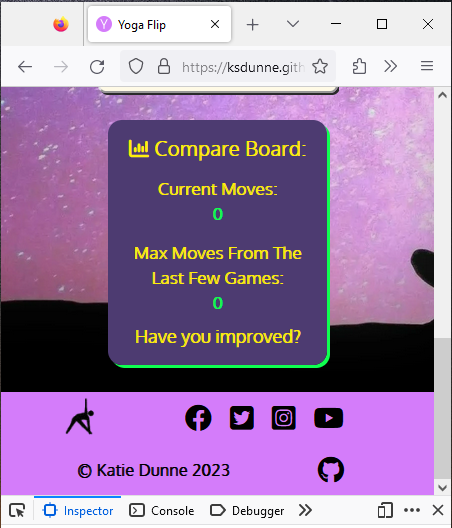 Yoga Flip
https://ksdunne.gith
Compare Board:
Current Moves:
0
Max Moves From The
Last Few Games:
0
Have you improved?
© Katie Dunne 2023
Inspector
Console
Debugger